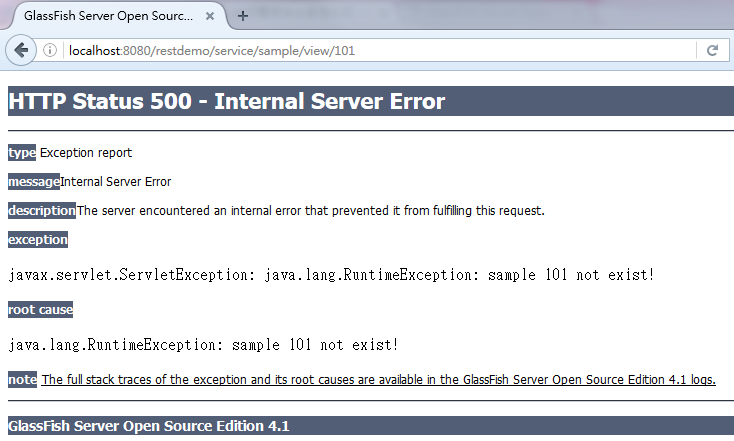 GlassFish Server Open Sourc...
localhost:8080/restdemo/service/sample/view/101
HTTP Status 500 - Internal Server Error
type Exception report
messageInternal Server Error
descriptionThe server encountered an internal error that prevented it from fulfilling this request.
exception
javax.servlet.ServletException: java.lang.RuntimeException: sample 101 not exist!
root cause
java.lang.RuntimeException: sample 101 not exist!
note The full stack traces of the exception and its root causes are available in the GlassFish Server Open Source Edition 4.1 logs.
GlassFish Server Open Source Edition 4.1